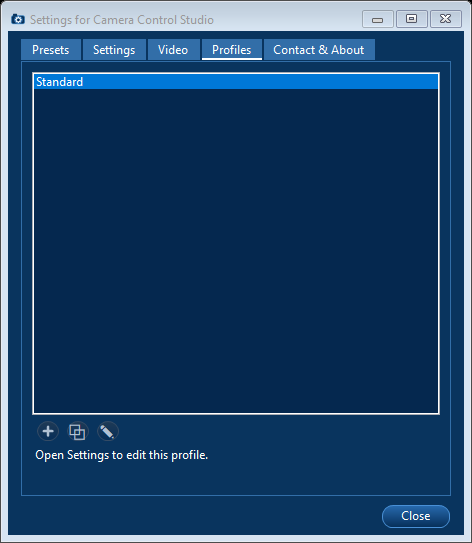 Settings for Camera Control Studio
Presets Settings Video Profiles Contact & About
Standard
Open Settings to edit this profile.
Close